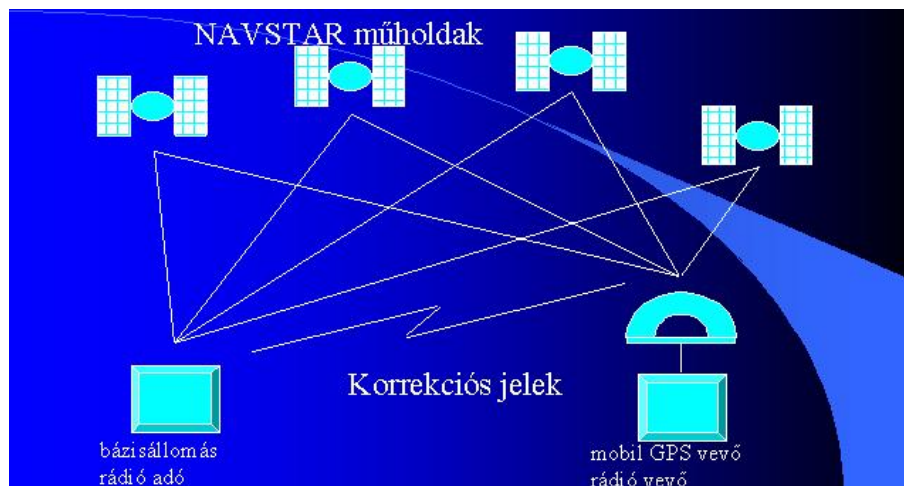 NAVSTAR műholdak
Korrekciós jelek
bázisállomás
rádió adó
mobil GPS vevő
rádió vevő